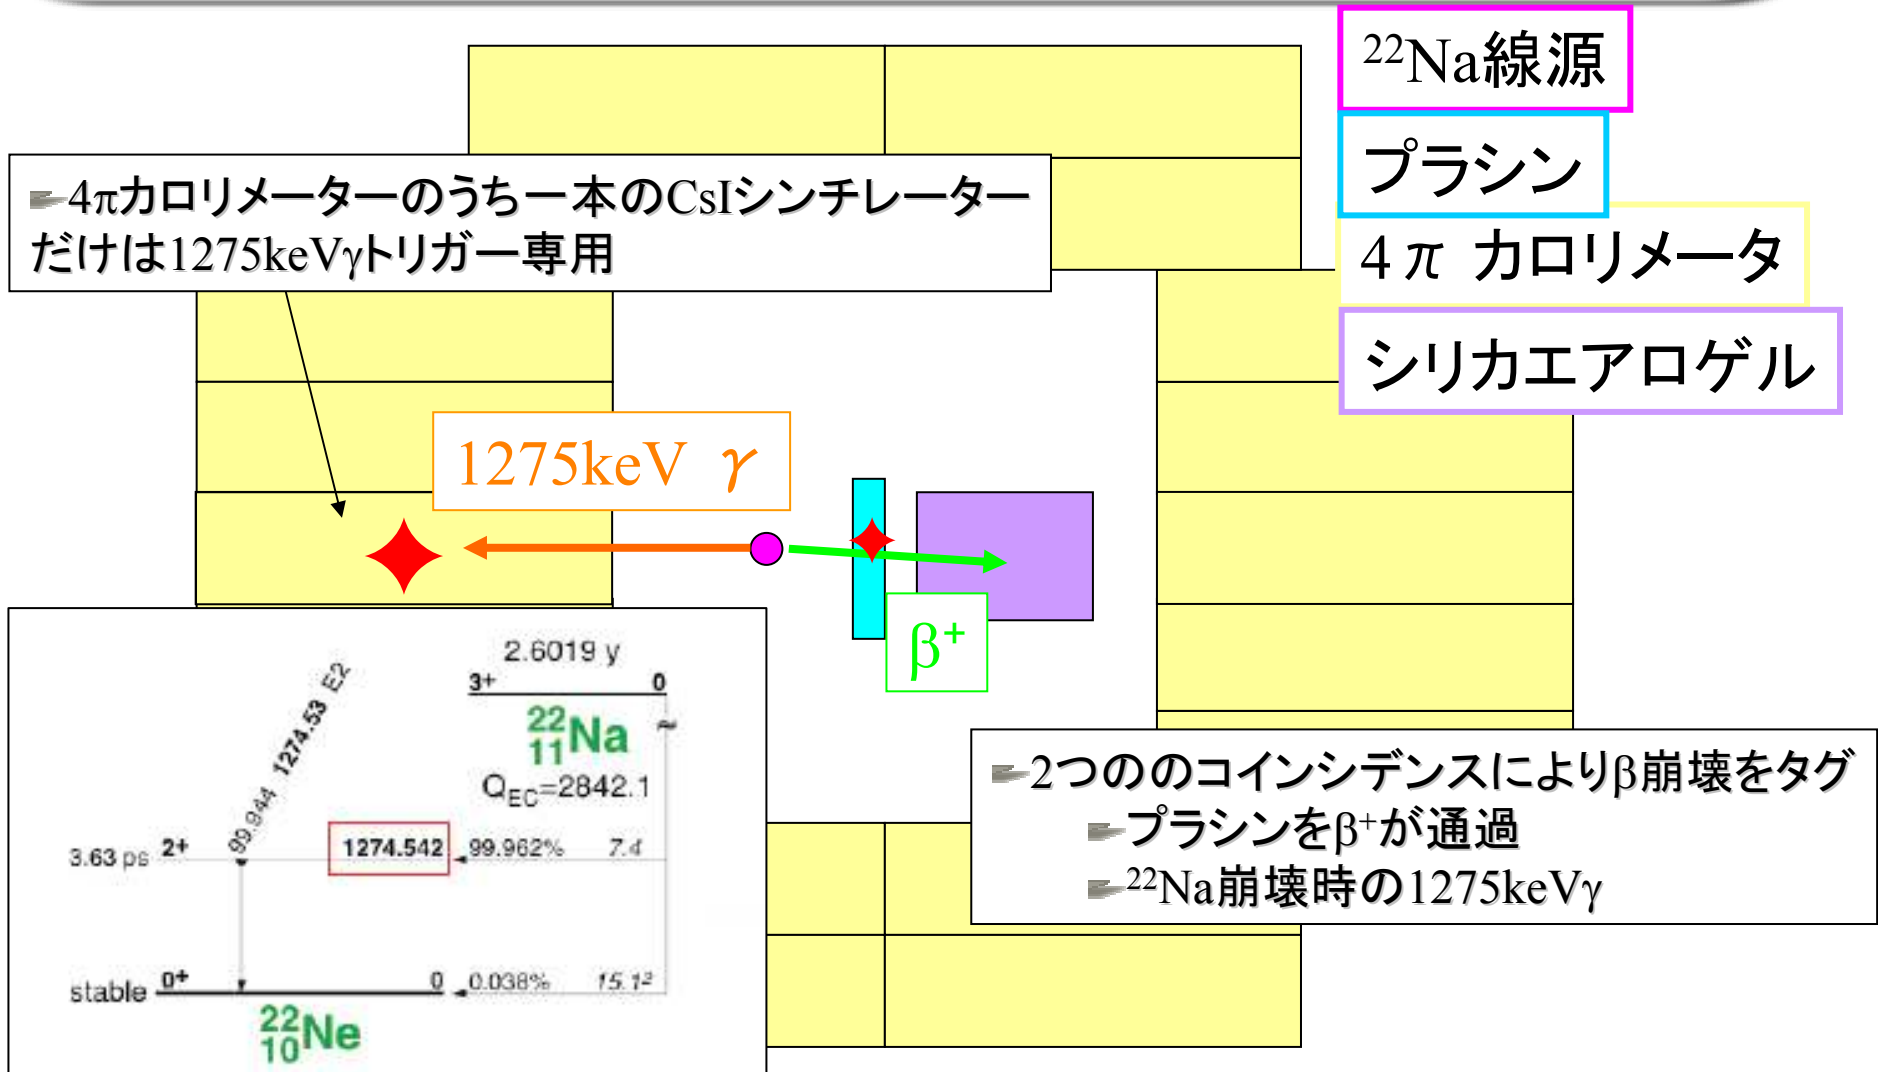 ²²Na線源
プラシン
4π カロリメータ
シリカエアロゲル
4πカロリメーターのうち一本のCsIシンチレーター
だけは1275keVγトリガー専用
1275keV γ
β⁺
2.6019 y
3+ 0
²²₁₁Na
~
Q_EC=2842.1
99.944 1274.53 E2
3.63 ps 2+ 1274.542 99.962% 7.4
stable 0+ 0 0.038% 15.1²
²²₁₀Ne
2つののコインシデンスによりβ崩壊をタグ
プラシンをβ⁺が通過
²²Na崩壊時の1275keVγ